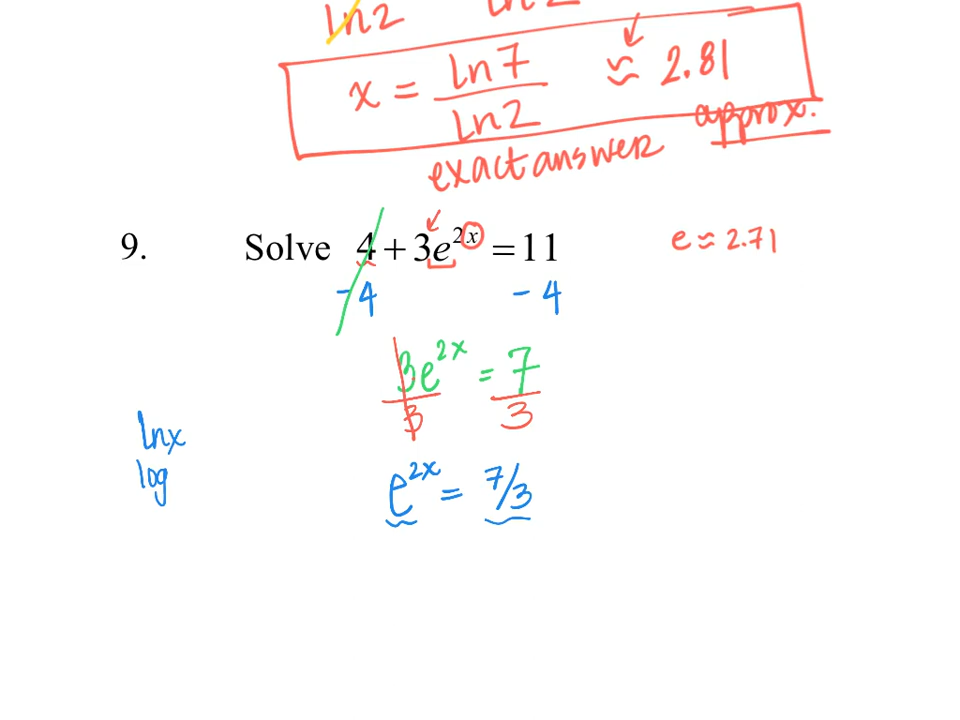 ln2 ln2
x = ln7/ln2 ≈ 2.81
exact answer approx.
9. Solve 4 + 3e^{2x} = 11 e ≈ 2.71
-4 - 4
3e^{2x}/3 = 7/3
lnx
log
e^{2x} = 7/3